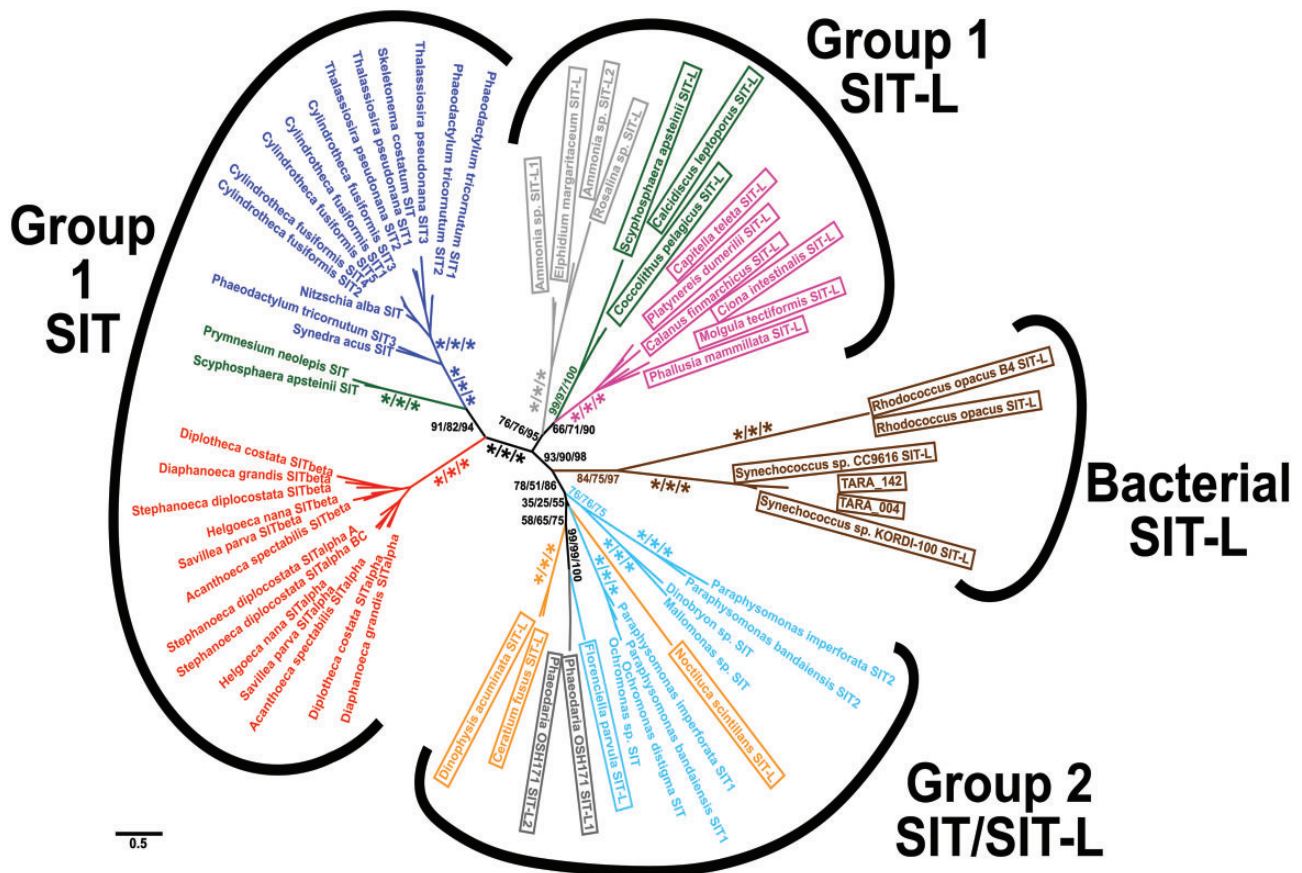 Group 1
SIT-L
Group
1
SIT
Bacterial
SIT-L
Group 2
SIT/SIT-L
Cylindrotheca fusiformis SIT2
Cylindrotheca fusiformis SIT4
Cylindrotheca fusiformis SIT5
Cylindrotheca fusiformis SIT1
Cylindrotheca fusiformis SIT3
Thalassiosira pseudonana SIT2
Thalassiosira pseudonana SIT1
Skeletonema costatum SIT
Thalassiosira pseudonana SIT3
Phaeodactylum tricornutum SIT2
Phaeodactylum tricornutum SIT1
Nitzschia alba SIT
Phaeodactylum tricornutum SIT3
Synedra acus SIT
Prymnesium neolepis SIT
Scyphosphaera apsteinii SIT
*/*/*
*/*/*
*/*/*
91/82/94
*/*/*
*/*/*
Diplotheca costata SITbeta
Diaphanoeca grandis SITbeta
Stephanoeca diplocostata SITbeta
Helgoeca nana SITbeta
Savillea parva SITbeta
Acanthoeca spectabilis SITbeta
Stephanoeca diplocostata SITalpha A
Stephanoeca diplocostata SITalpha BC
Helgoeca nana SITalpha
Savillea parva SITalpha
Acanthoeca spectabilis SITalpha
Diplotheca costata SITalpha
Diaphanoeca grandis SITalpha
Ammonia sp. SIT-L1
Elphidium margaritaceum SIT-L
Ammonia sp. SIT-L2
Rosalina sp. SIT-L
Scyphosphaera apsteinii SIT-L
Calcidiscus leptoporus SIT-L
Coccolithus pelagicus SIT-L
Capitella teleta SIT-L
Platynereis dumerilii SIT-L
Calanus finmarchicus SIT-L
Ciona intestinalis SIT-L
Molgula tectiformis SIT-L
Phallusia mammillata SIT-L
*/*/*
99/97/100
*/*/*
76/76/95
66/71/90
93/90/98
Rhodococcus opacus B4 SIT-L
Rhodococcus opacus SIT-L
Synechococcus sp. CC9616 SIT-L
TARA_142
TARA_004
Synechococcus sp. KORDI-100 SIT-L
*/*/*
84/75/97
*/*/*
78/51/86
35/25/55
58/65/75
76/76/75
99/99/100
*/*/*
*/*/*
*/*/*
*/*/*
Paraphysomonas imperforata SIT2
Paraphysomonas bandaiensis SIT2
Dinobryon sp. SIT
Mallomonas sp. SIT
Noctiluca scintillans SIT-L
Paraphysomonas imperforata SIT1
Paraphysomonas bandaiensis SIT1
Ochromonas distigma SIT
Ochromonas sp. SIT
Florenciella parvula SIT-L
Phaeodaria OSH171 SIT-L1
Phaeodaria OSH171 SIT-L2
Ceratium fusus SIT-L
Dinophysis acuminata SIT-L
0.5